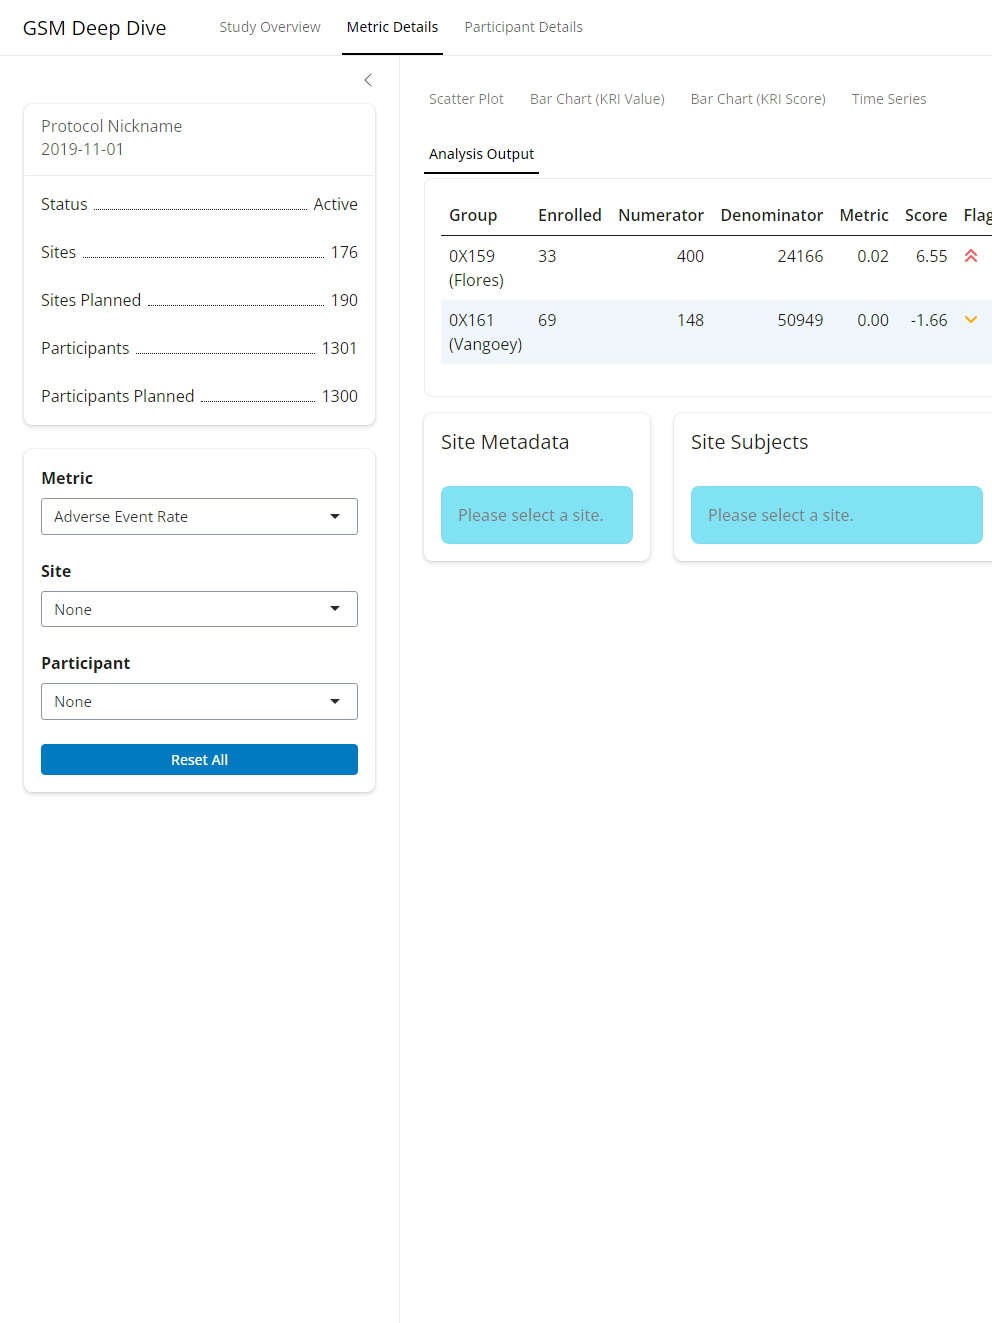 GSM Deep Dive Study Overview Metric Details Participant Details
Protocol Nickname
2019-11-01
Status Active
Sites 176
Sites Planned 190
Participants 1301
Participants Planned 1300
Metric
Adverse Event Rate
Site
None
Participant
None
Reset All
Scatter Plot Bar Chart (KRI Value) Bar Chart (KRI Score) Time Series
Analysis Output
Group Enrolled Numerator Denominator Metric Score Flag
0X159 33 400 24166 0.02 6.55
(Flores)
0X161 69 148 50949 0.00 -1.66
(Vangoey)
Site Metadata
Please select a site.
Site Subjects
Please select a site.